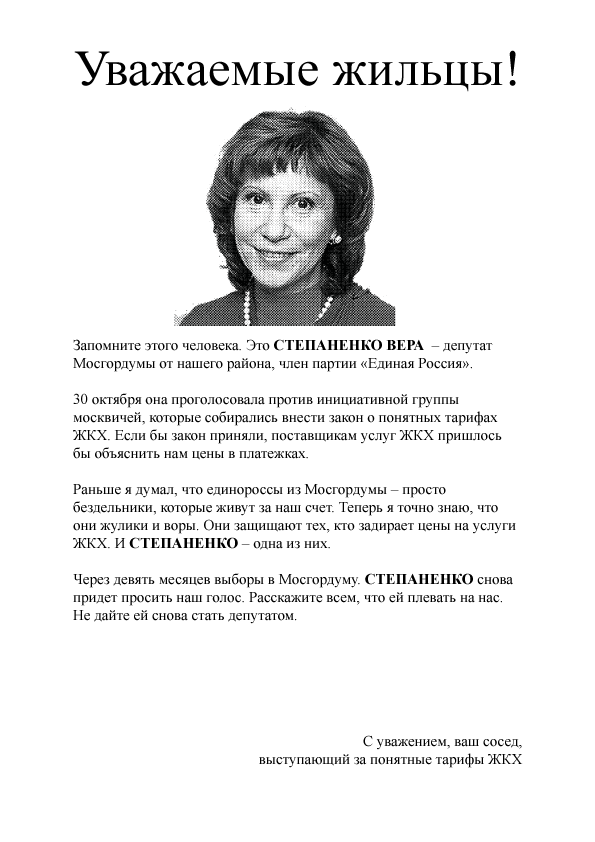 Уважаемые жильцы!
Запомните этого человека. Это СТЕПАНЕНКО ВЕРА – депутат
Мосгордумы от нашего района, член партии «Единая Россия».
30 октября она проголосовала против инициативной группы
москвичей, которые собирались внести закон о понятных тарифах
ЖКХ. Если бы закон приняли, поставщикам услуг ЖКХ пришлось
бы объяснить нам цены в платежках.
Раньше я думал, что единороссы из Мосгордумы – просто
бездельники, которые живут за наш счет. Теперь я точно знаю, что
они жулики и воры. Они защищают тех, кто задирает цены на услуги
ЖКХ. И СТЕПАНЕНКО – одна из них.
Через девять месяцев выборы в Мосгордуму. СТЕПАНЕНКО снова
придет просить наш голос. Расскажите всем, что ей плевать на нас.
Не дайте ей снова стать депутатом.
С уважением, ваш сосед,
выступающий за понятные тарифы ЖКХ